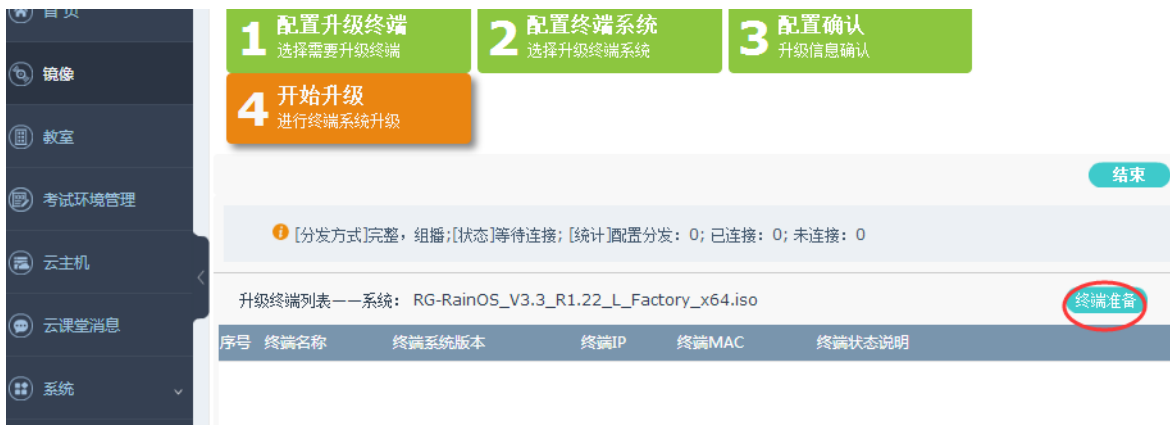 首页
镜像
教室
考试环境管理
云主机
云课堂消息
系统
1 配置升级终端
选择需要升级终端
2 配置终端系统
选择升级终端系统
3 配置确认
升级信息确认
4 开始升级
进行终端系统升级
结束
[分发方式]完整，组播;[状态]等待连接; [统计]配置分发：0; 已连接：0; 未连接：0
升级终端列表——系统： RG-RainOS_V3.3_R1.22_L_Factory_x64.iso
终端准备
序号 终端名称 终端系统版本 终端IP 终端MAC 终端状态说明